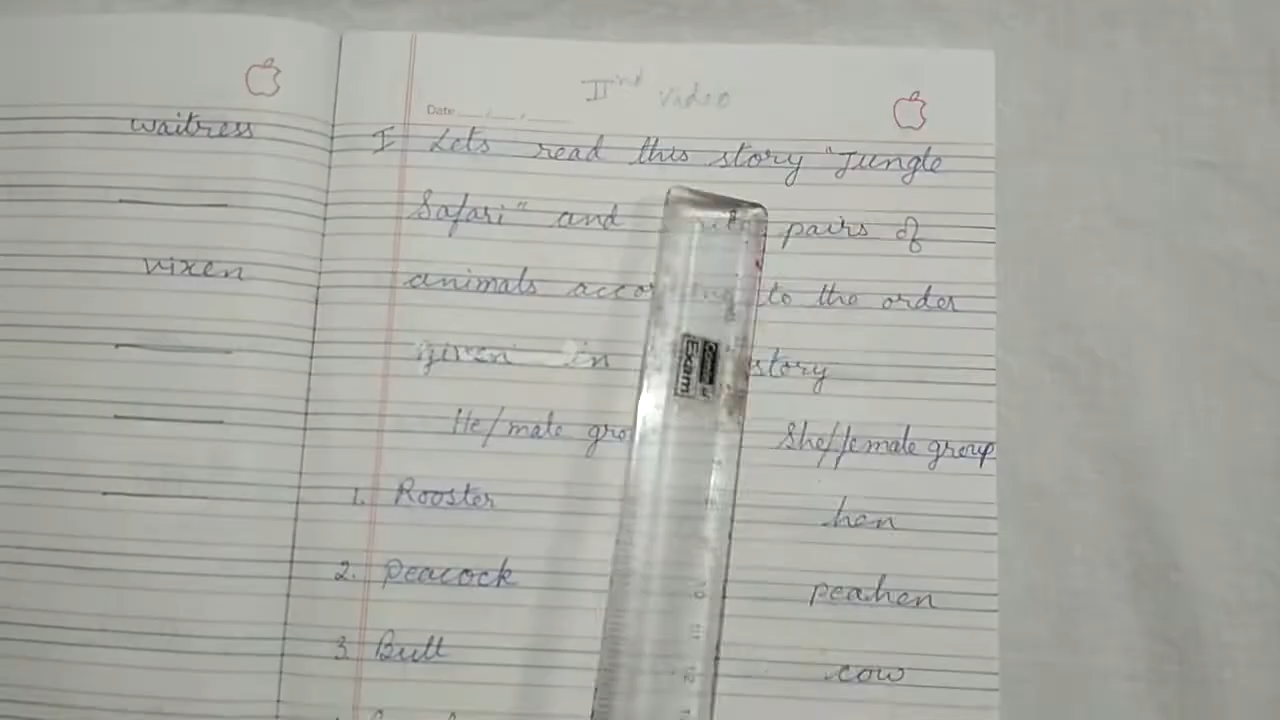 waitress
vixen
IInd video
Date
I Lets read this story "Jungle
Safari" and pairs of
animals according to the order
given in story
He/male gro She/female group
1. Rooster hen
2. Peacock peahen
3. Bull cow
Exam